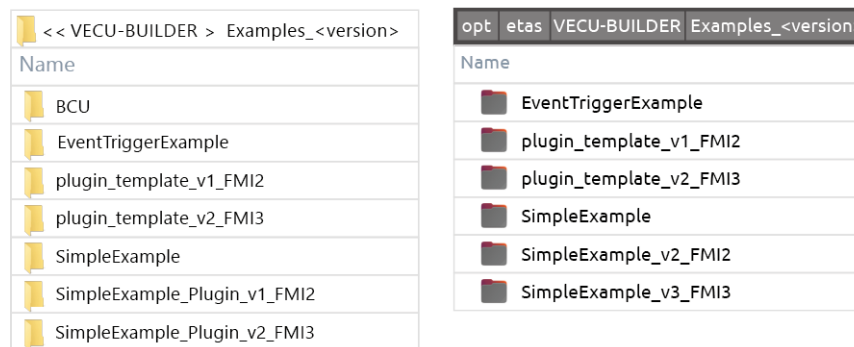 << VECU-BUILDER > Examples_<version>
Name
BCU
EventTriggerExample
plugin_template_v1_FMI2
plugin_template_v2_FMI3
SimpleExample
SimpleExample_Plugin_v1_FMI2
SimpleExample_Plugin_v2_FMI3
opt etas VECU-BUILDER Examples_<version
Name
EventTriggerExample
plugin_template_v1_FMI2
plugin_template_v2_FMI3
SimpleExample
SimpleExample_v2_FMI2
SimpleExample_v3_FMI3